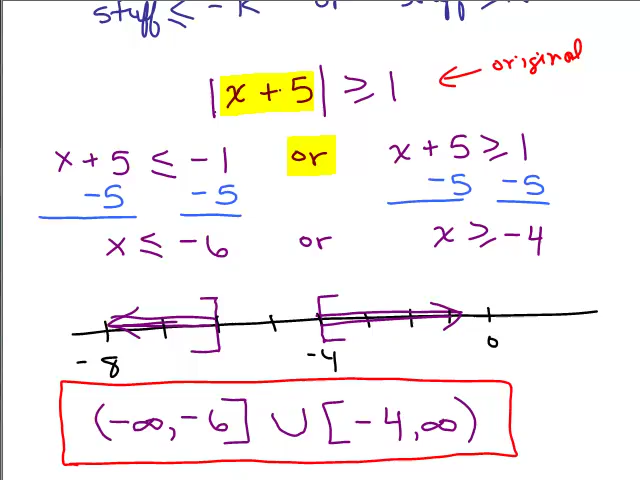 stuff ≤ -k or
|x + 5| ≥ 1 ← original
x + 5 ≤ -1 or x + 5 ≥ 1
-5 -5 -5 -5
x ≤ -6 or x ≥ -4
-8 -4 0
(-∞, -6] ∪ [-4, ∞)